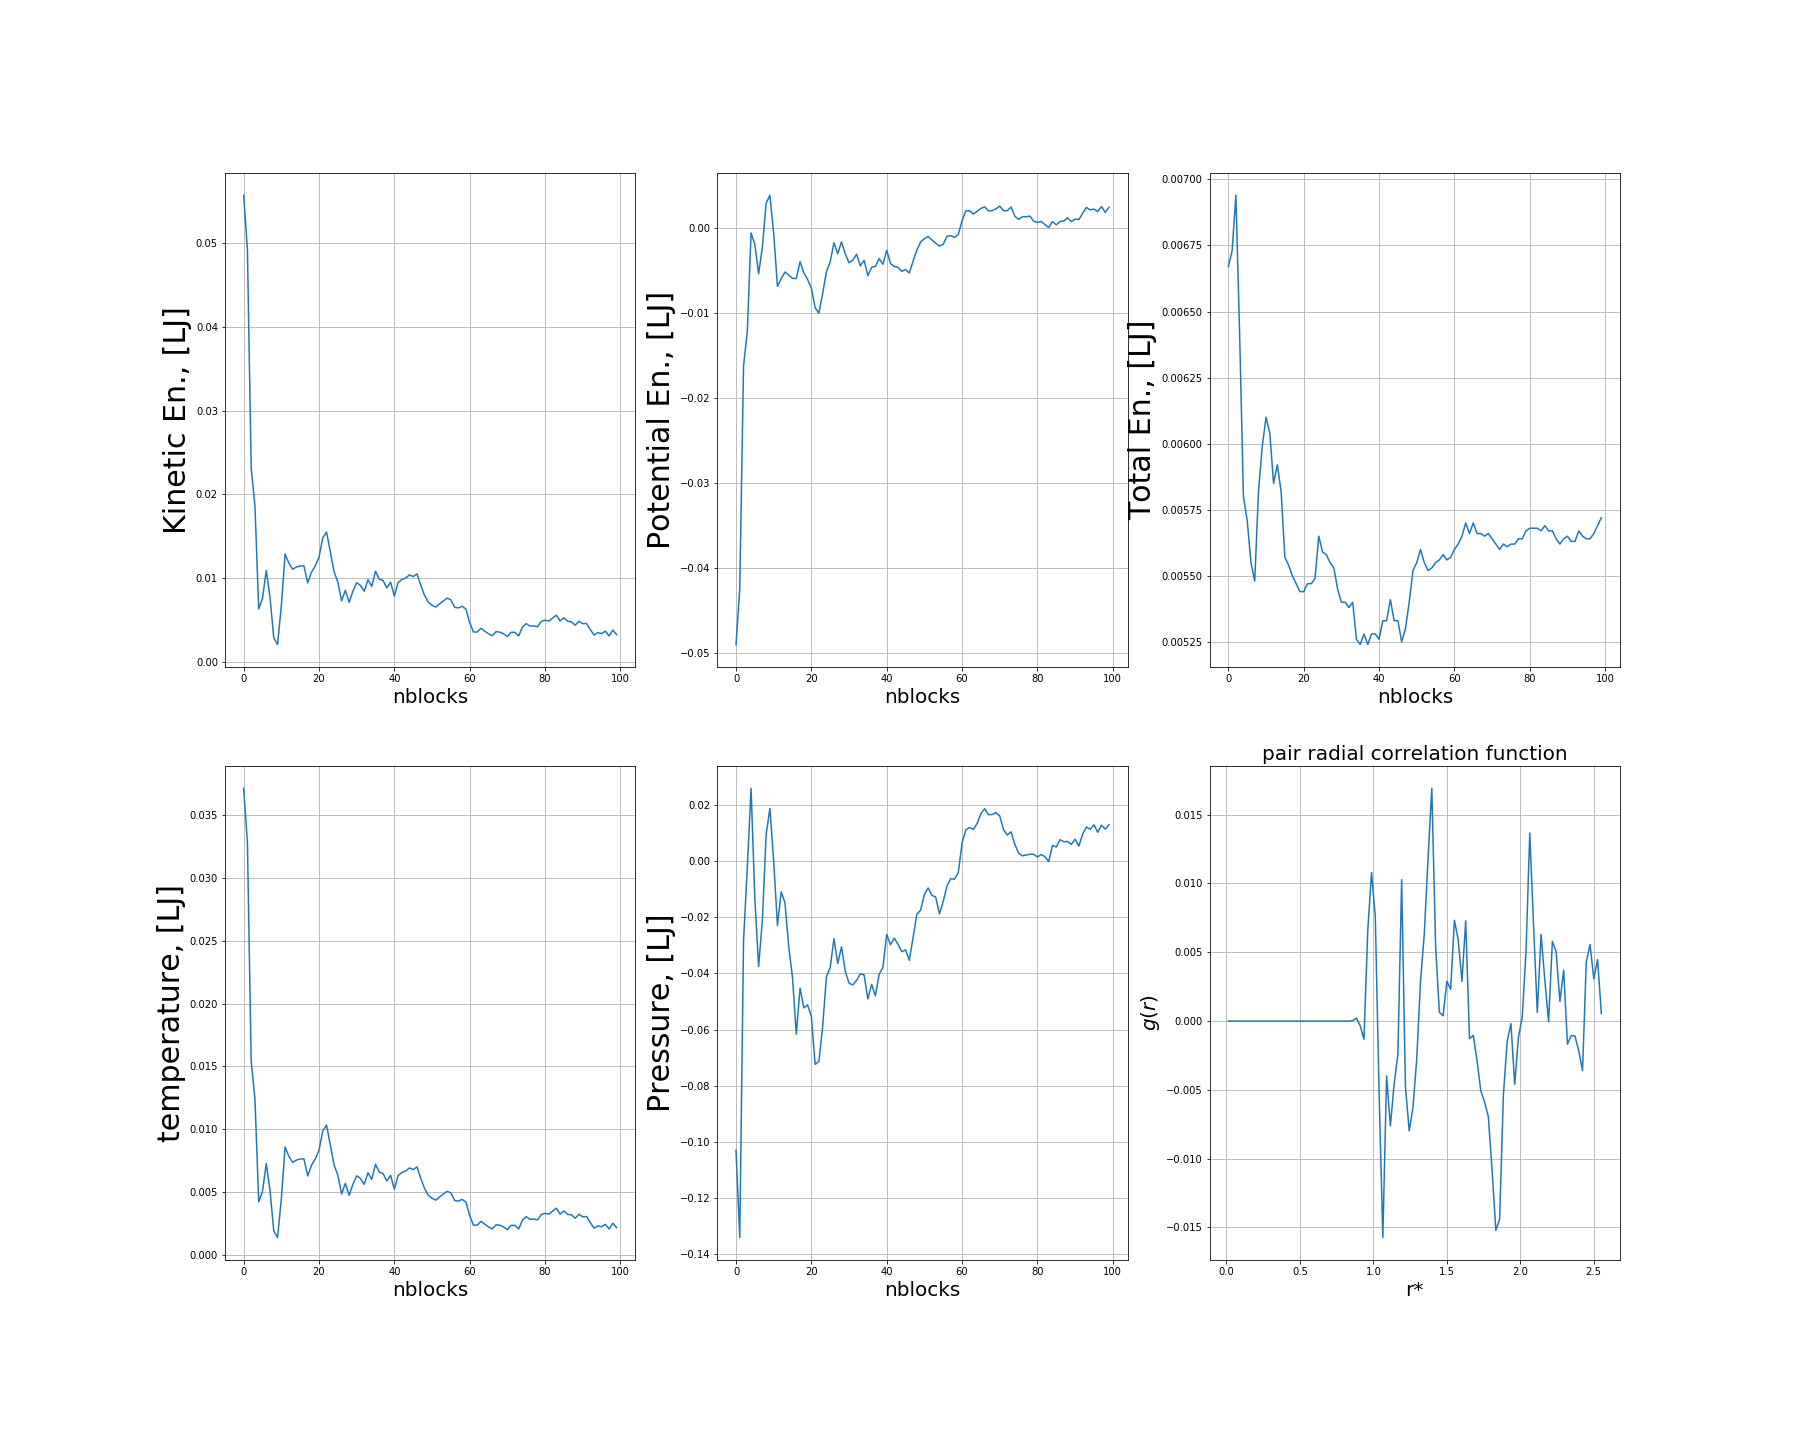 Kinetic En., [LJ]
0.05
0.04
0.03
0.02
0.01
0.00
0 20 40 60 80 100
nblocks
Potential En., [LJ]
0.00
−0.01
−0.02
−0.03
−0.04
−0.05
0 20 40 60 80 100
nblocks
Total En., [LJ]
0.00700
0.00675
0.00650
0.00625
0.00600
0.00575
0.00550
0.00525
0 20 40 60 80 100
nblocks
temperature, [LJ]
0.035
0.030
0.025
0.020
0.015
0.010
0.005
0.000
0 20 40 60 80 100
nblocks
Pressure, [LJ]
0.02
0.00
−0.02
−0.04
−0.06
−0.08
−0.10
−0.12
−0.14
0 20 40 60 80 100
nblocks
pair radial correlation function
g(r)
0.015
0.010
0.005
0.000
−0.005
−0.010
−0.015
0.0 0.5 1.0 1.5 2.0 2.5
r*